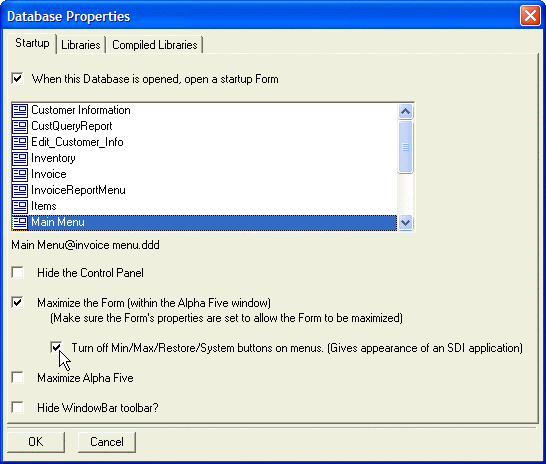 Database Properties
Startup
Libraries
Compiled Libraries
When this Database is opened, open a startup Form
Customer Information
CustQueryReport
Edit_Customer_Info
Inventory
Invoice
InvoiceReportMenu
Items
Main Menu
Main Menu@invoice menu.ddd
Hide the Control Panel
Maximize the Form (within the Alpha Five window)
(Make sure the Form's properties are set to allow the Form to be maximized)
Turn off Min/Max/Restore/System buttons on menus. (Gives appearance of an SDI application)
Maximize Alpha Five
Hide WindowBar toolbar?
OK
Cancel